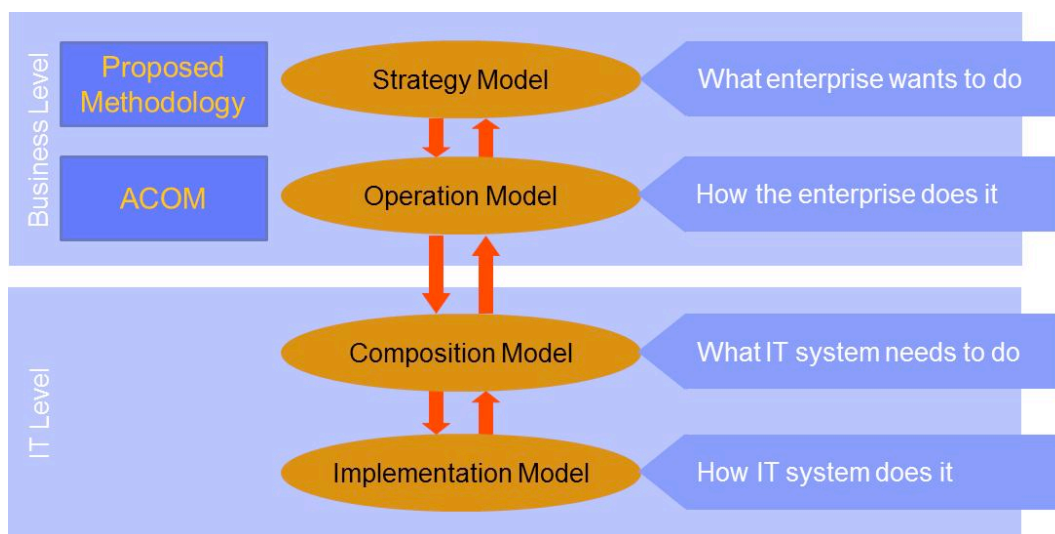 Business Level
Proposed
Methodology
Strategy Model
What enterprise wants to do
ACOM
Operation Model
How the enterprise does it
IT Level
Composition Model
What IT system needs to do
Implementation Model
How IT system does it